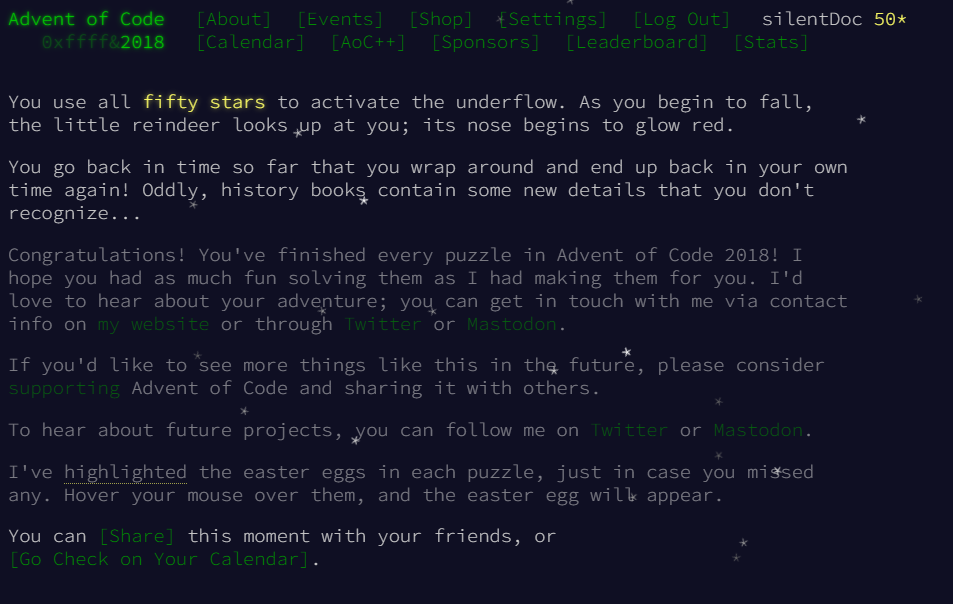 Advent of Code [About] [Events] [Shop] [Settings] [Log Out] silentDoc 50*
0xffff&2018 [Calendar] [AoC++] [Sponsors] [Leaderboard] [Stats]
You use all fifty stars to activate the underflow. As you begin to fall,
the little reindeer looks up at you; its nose begins to glow red.
You go back in time so far that you wrap around and end up back in your own
time again! Oddly, history books contain some new details that you don't
recognize...
Congratulations! You've finished every puzzle in Advent of Code 2018! I
hope you had as much fun solving them as I had making them for you. I'd
love to hear about your adventure; you can get in touch with me via contact
info on my website or through Twitter or Mastodon.
If you'd like to see more things like this in the future, please consider
supporting Advent of Code and sharing it with others.
To hear about future projects, you can follow me on Twitter or Mastodon.
I've highlighted the easter eggs in each puzzle, just in case you missed
any. Hover your mouse over them, and the easter egg will appear.
You can [Share] this moment with your friends, or
[Go Check on Your Calendar].